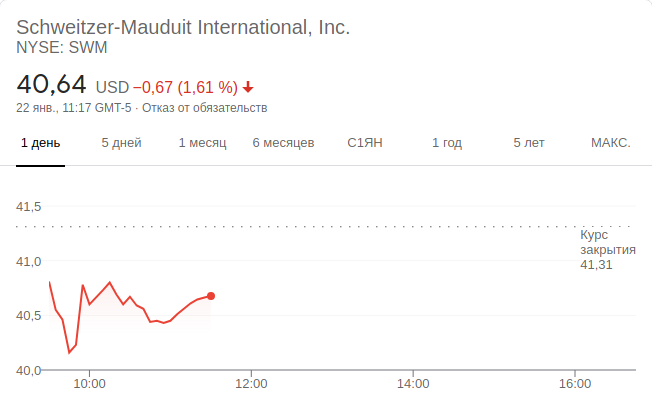 Schweitzer-Mauduit International, Inc.
NYSE: SWM
40,64 USD −0,67 (1,61 %)
22 янв., 11:17 GMT-5 · Отказ от обязательств
1 день 5 дней 1 месяц 6 месяцев С1ЯН 1 год 5 лет МАКС.
41,5
Курс
закрытия
41,31
41,0
40,5
40,0
10:00 12:00 14:00 16:00